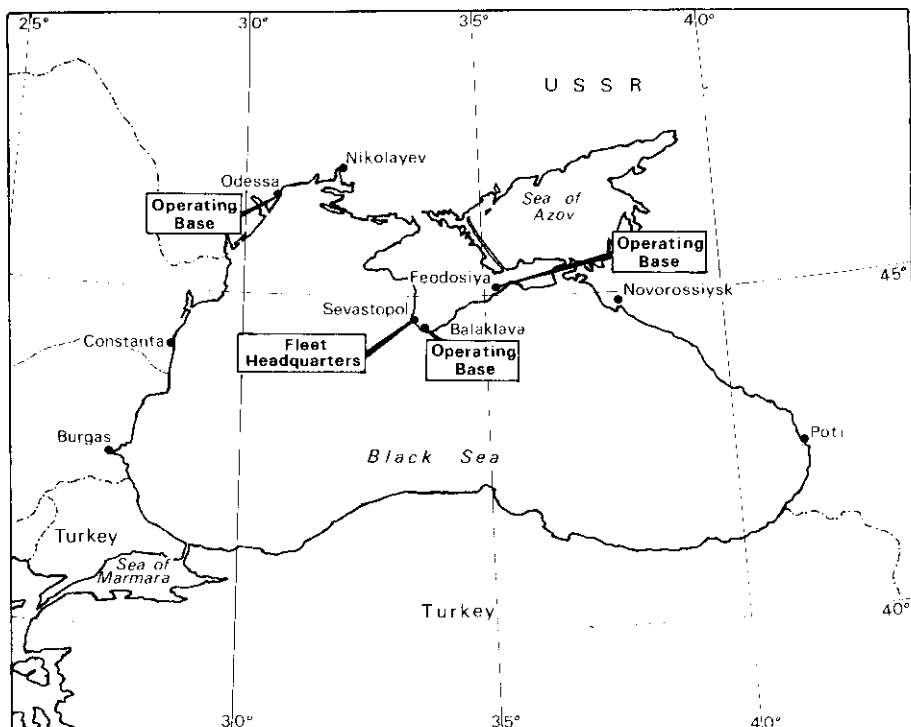 25°
30°
35°
40°
USSR
Nikolayev
Odessa
Operating
Base
Sea of
Azov
Operating
Base
Feodosiya
45°
Novorossiysk
Sevastopol
Constanta
Balaklava
Fleet
Headquarters
Operating
Base
Burgas
Poti
Black Sea
Turkey
Sea of
Marmara
Turkey
40°
30°
35°
40°